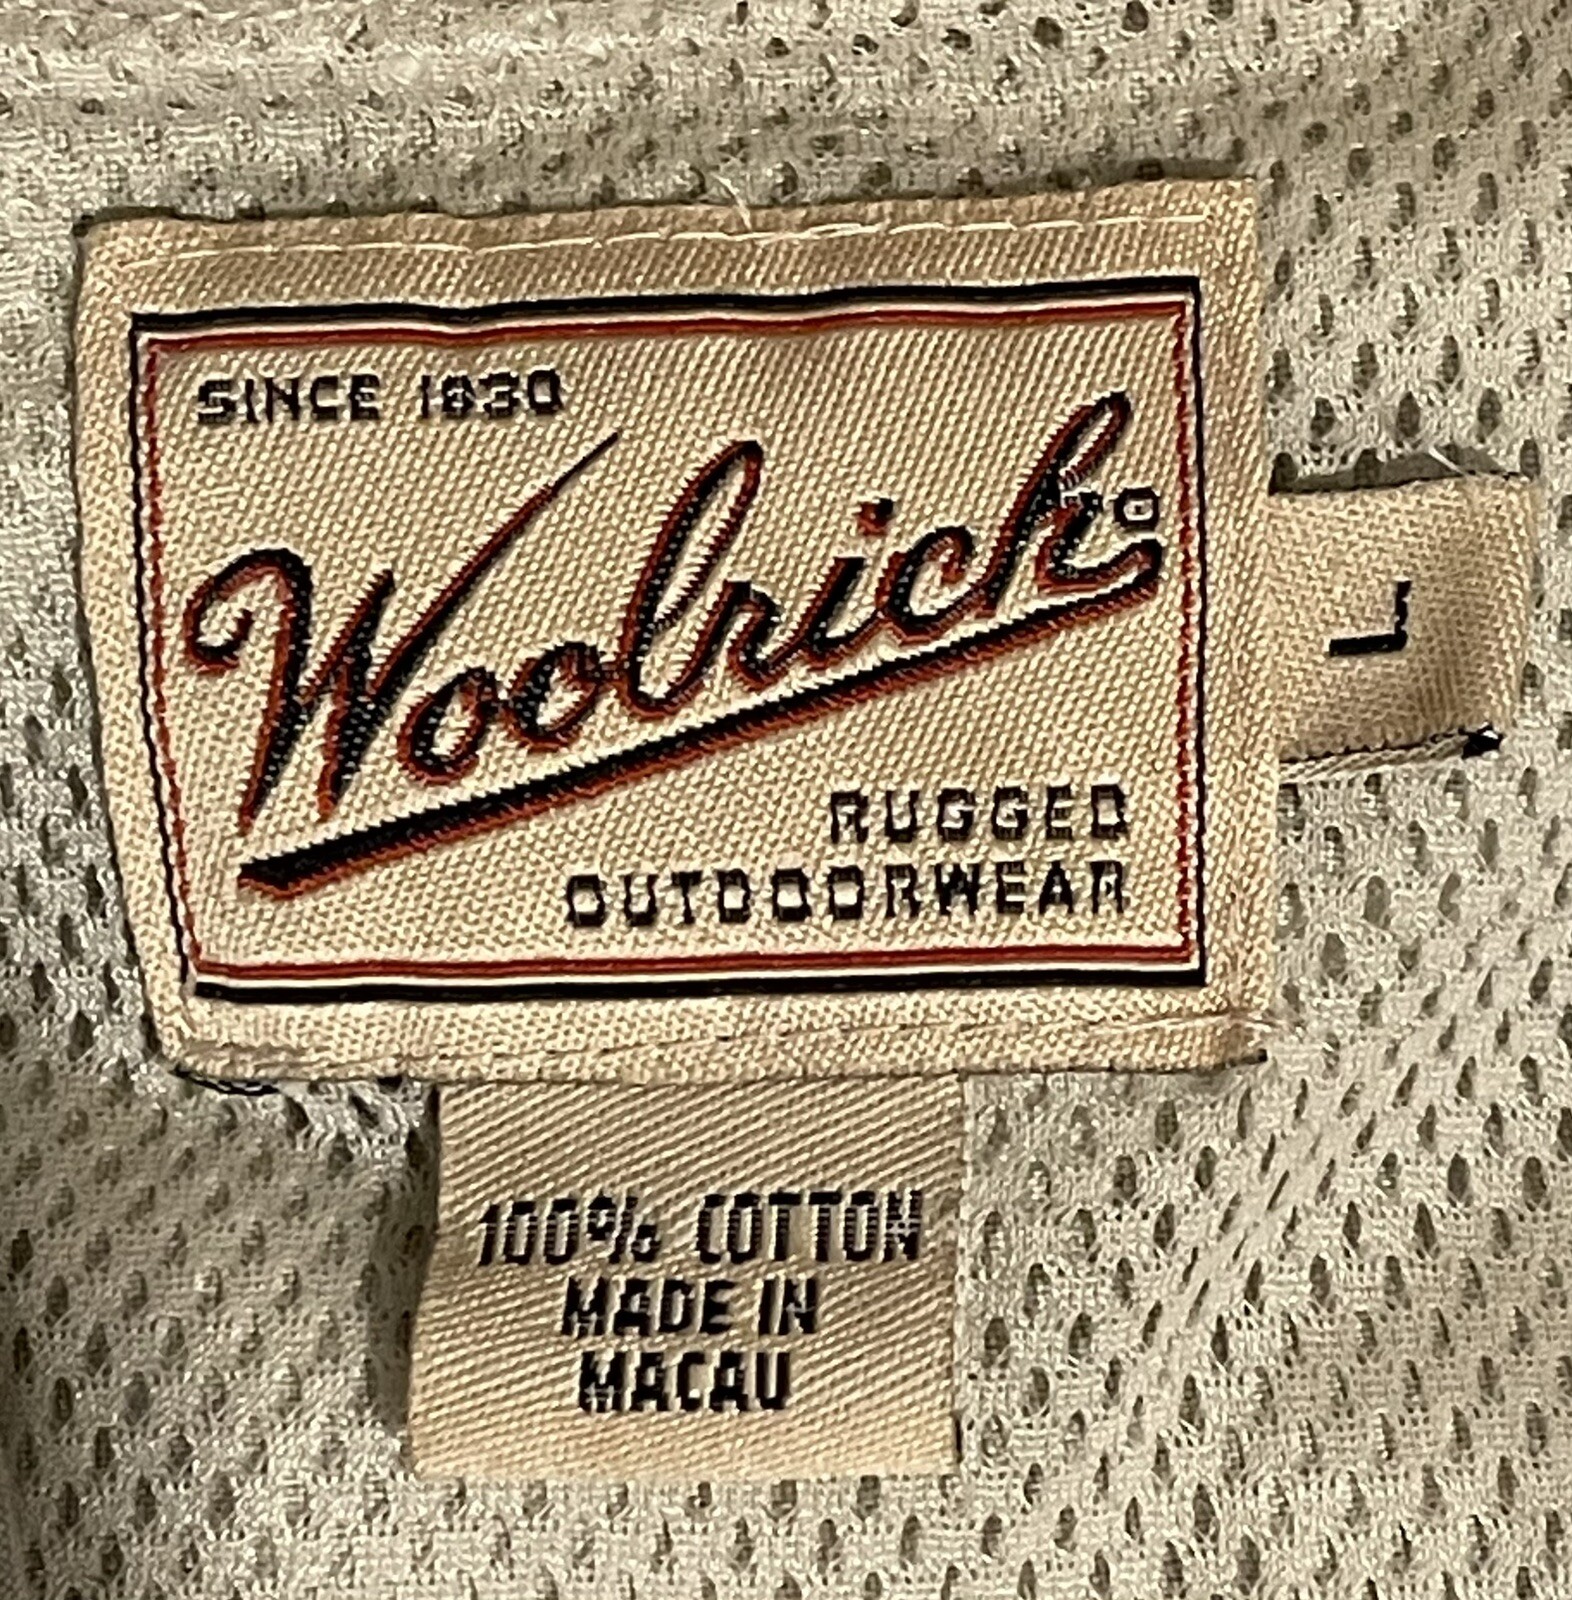 SINCE 1830
Woolrich
®
L
RUGGED
OUTDOORWEAR
100% COTTON
MADE IN
MACAU